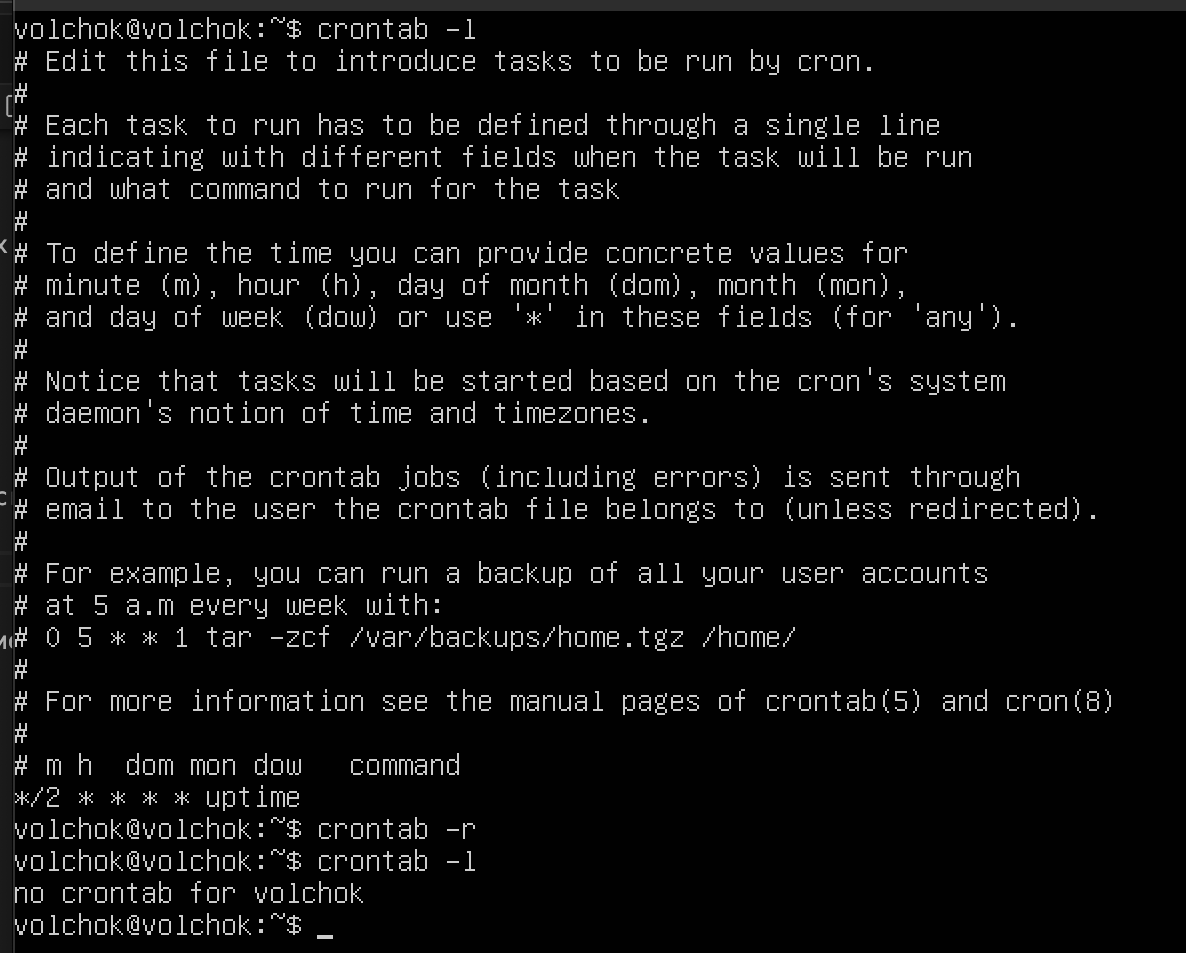 volchok@volchok:~$ crontab -l
# Edit this file to introduce tasks to be run by cron.
#
# Each task to run has to be defined through a single line
# indicating with different fields when the task will be run
# and what command to run for the task
#
# To define the time you can provide concrete values for
# minute (m), hour (h), day of month (dom), month (mon),
# and day of week (dow) or use '*' in these fields (for 'any').
#
# Notice that tasks will be started based on the cron's system
# daemon's notion of time and timezones.
#
# Output of the crontab jobs (including errors) is sent through
# email to the user the crontab file belongs to (unless redirected).
#
# For example, you can run a backup of all your user accounts
# at 5 a.m every week with:
# 0 5 * * 1 tar -zcf /var/backups/home.tgz /home/
#
# For more information see the manual pages of crontab(5) and cron(8)
#
# m h  dom mon dow   command
*/2 * * * * uptime
volchok@volchok:~$ crontab -r
volchok@volchok:~$ crontab -l
no crontab for volchok
volchok@volchok:~$ _